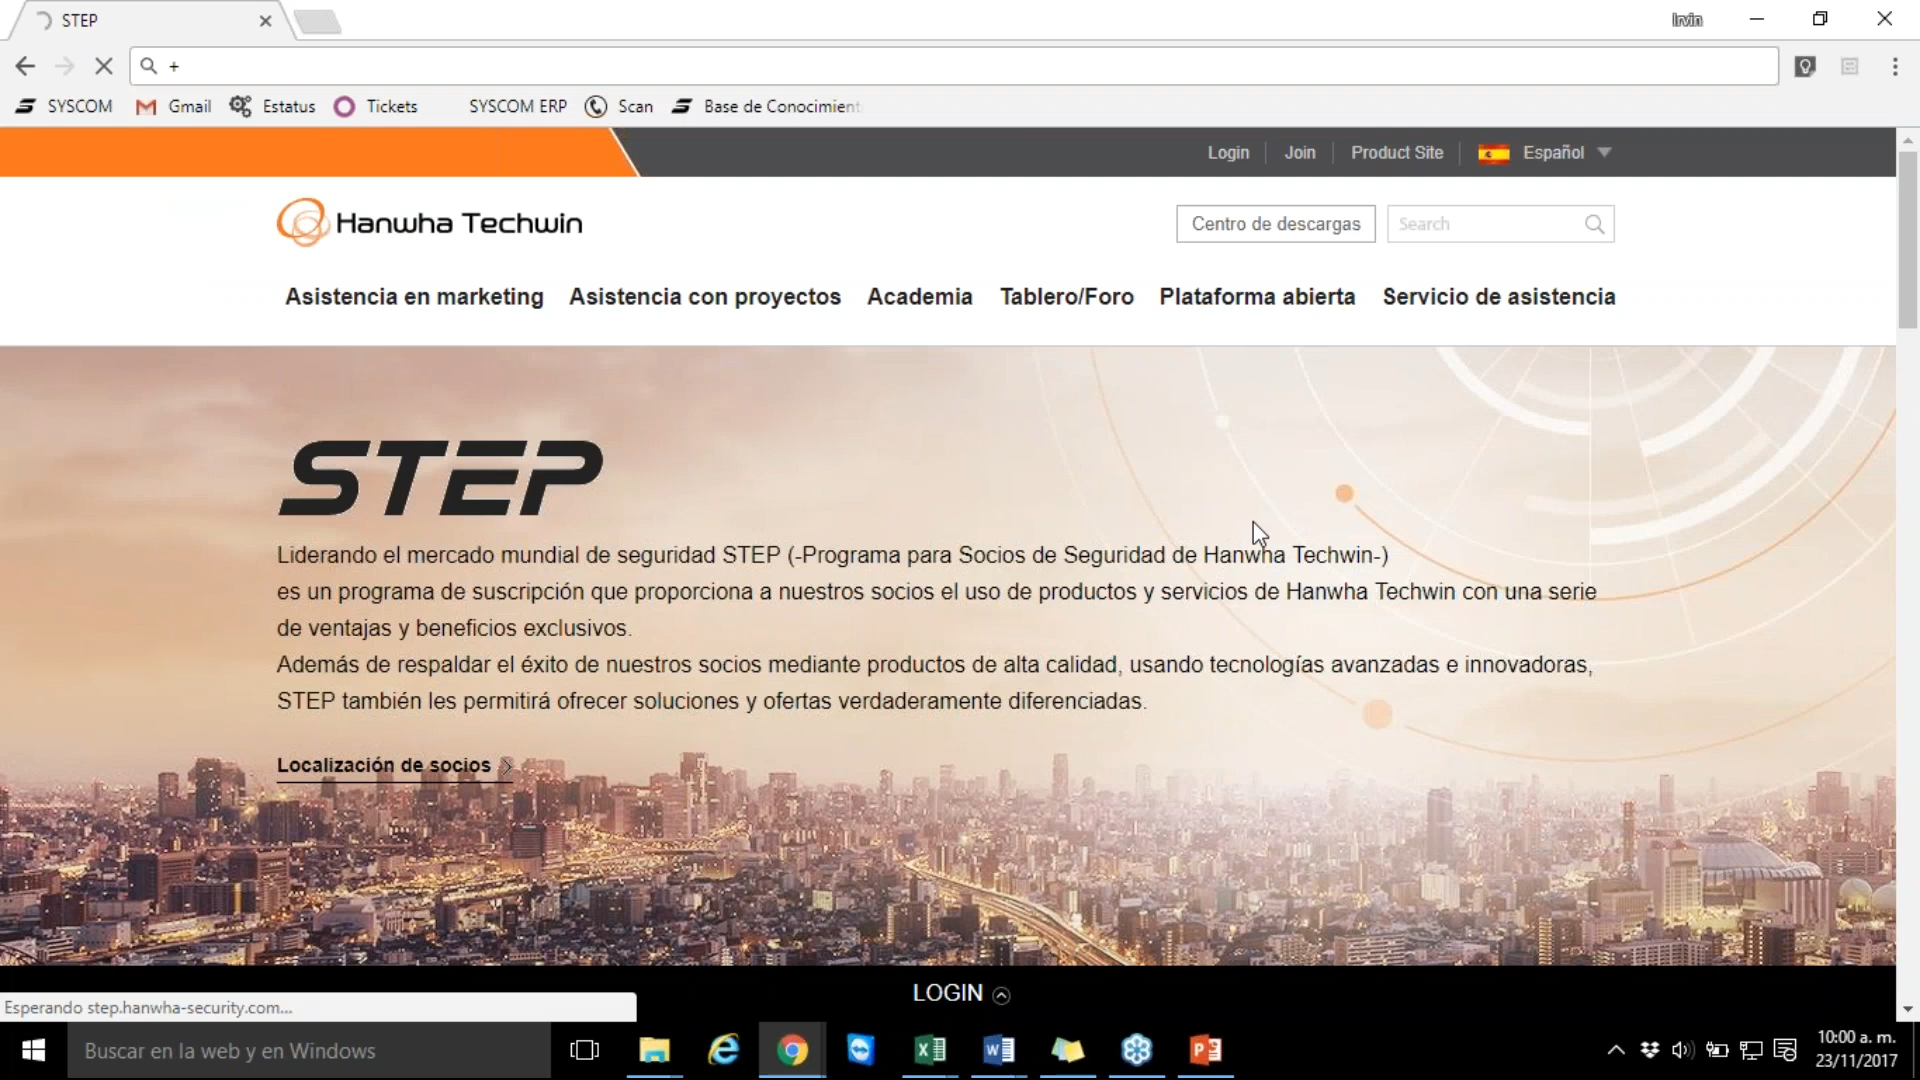 STEP
Irvin
+
SYSCOM Gmail Estatus Tickets SYSCOM ERP Scan Base de Conocimient
Login Join Product Site Español
Hanwha Techwin
Centro de descargas Search
Asistencia en marketing Asistencia con proyectos Academia Tablero/Foro Plataforma abierta Servicio de asistencia
STEP
Liderando el mercado mundial de seguridad STEP (-Programa para Socios de Seguridad de Hanwha Techwin-)
es un programa de suscripción que proporciona a nuestros socios el uso de productos y servicios de Hanwha Techwin con una serie
de ventajas y beneficios exclusivos.
Además de respaldar el éxito de nuestros socios mediante productos de alta calidad, usando tecnologías avanzadas e innovadoras,
STEP también les permitirá ofrecer soluciones y ofertas verdaderamente diferenciadas.
Localización de socios
LOGIN
Esperando step.hanwha-security.com...
Buscar en la web y en Windows
10:00 a. m.
23/11/2017